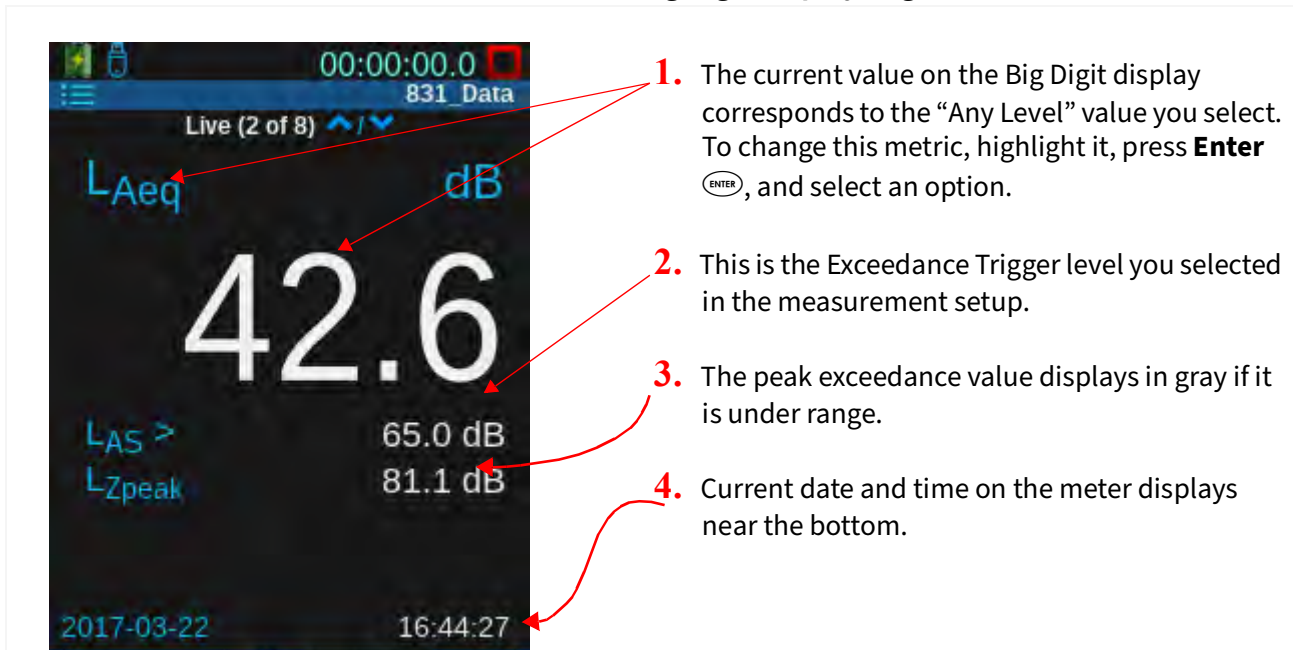 00:00:00.0
831_Data
Live (2 of 8) /
LAeq dB
42.6
LAS > 65.0 dB
LZpeak 81.1 dB
2017-03-22 16:44:27
1. The current value on the Big Digit display
corresponds to the “Any Level” value you select.
To change this metric, highlight it, press Enter
ENTER, and select an option.
2. This is the Exceedance Trigger level you selected
in the measurement setup.
3. The peak exceedance value displays in gray if it
is under range.
4. Current date and time on the meter displays
near the bottom.